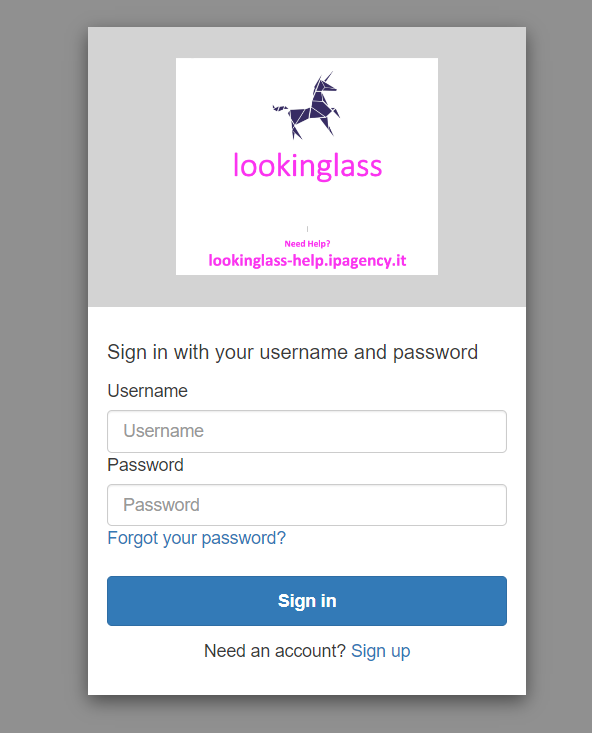 lookinglass
Need Help?
lookinglass-help.ipagency.it
Sign in with your username and password
Username
Username
Password
Password
Forgot your password?
Sign in
Need an account? Sign up